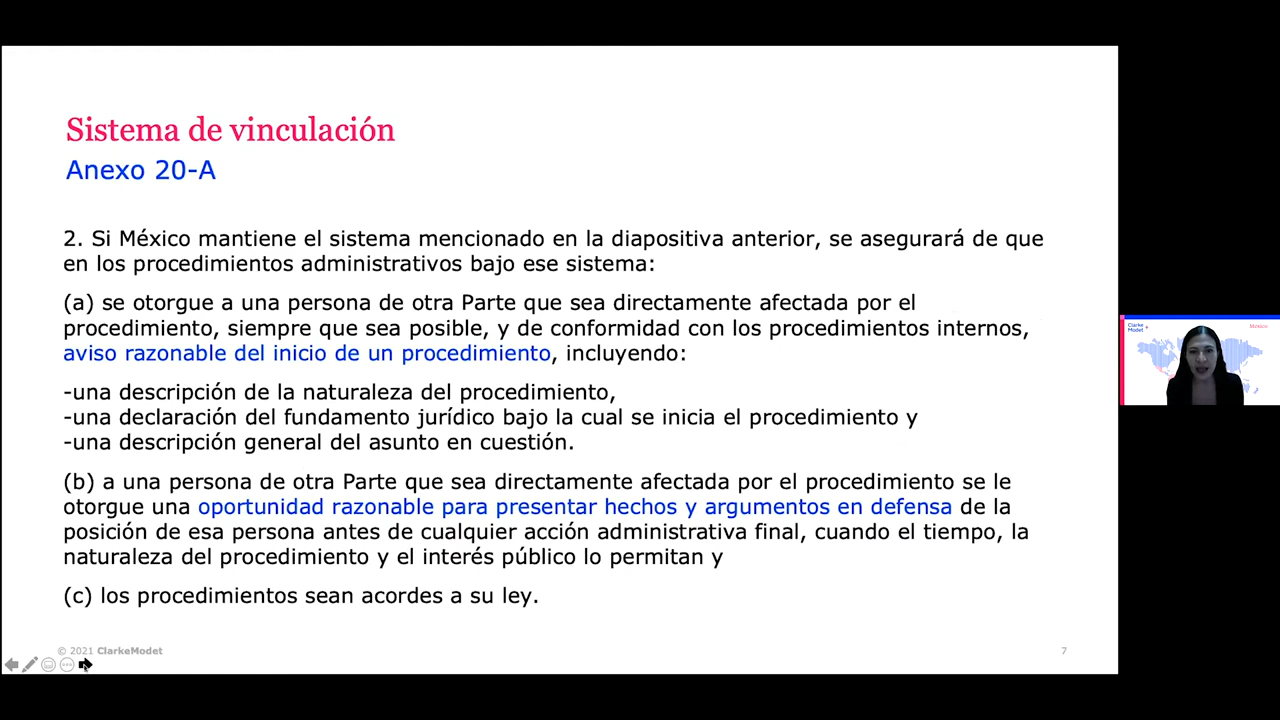 Sistema de vinculación
Anexo 20-A
2. Si México mantiene el sistema mencionado en la diapositiva anterior, se asegurará de que
en los procedimientos administrativos bajo ese sistema:
(a) se otorgue a una persona de otra Parte que sea directamente afectada por el
procedimiento, siempre que sea posible, y de conformidad con los procedimientos internos,
aviso razonable del inicio de un procedimiento, incluyendo:
-una descripción de la naturaleza del procedimiento,
-una declaración del fundamento jurídico bajo la cual se inicia el procedimiento y
-una descripción general del asunto en cuestión.
(b) a una persona de otra Parte que sea directamente afectada por el procedimiento se le
otorgue una oportunidad razonable para presentar hechos y argumentos en defensa de la
posición de esa persona antes de cualquier acción administrativa final, cuando el tiempo, la
naturaleza del procedimiento y el interés público lo permitan y
(c) los procedimientos sean acordes a su ley.
© 2021 ClarkeModet
7
Clarke
Modet
México